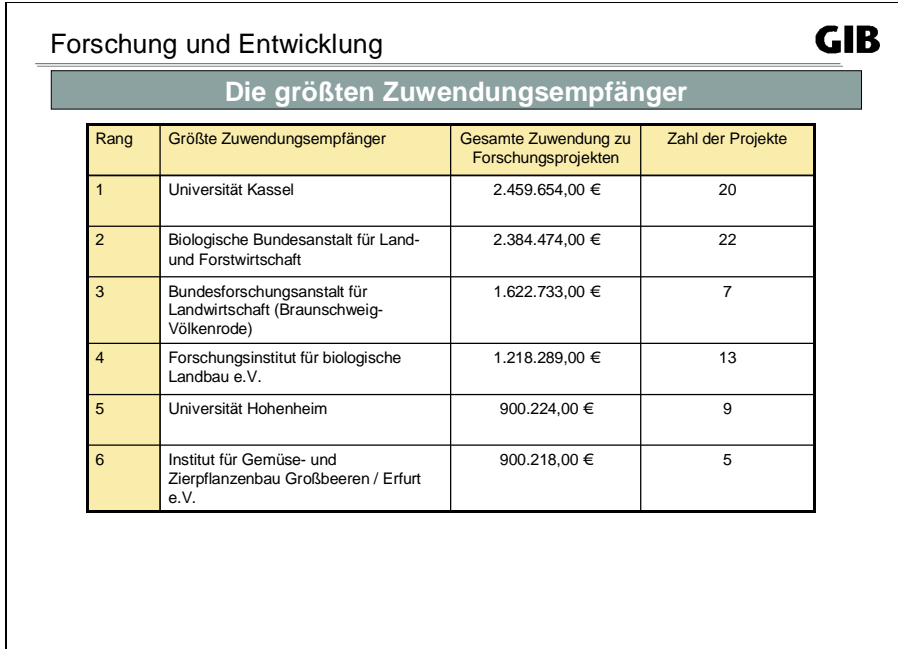 Forschung und Entwicklung
GIB
Die größten Zuwendungsempfänger
Rang
Größte Zuwendungsempfänger
Gesamte Zuwendung zu
Forschungsprojekten
Zahl der Projekte
1
Universität Kassel
2.459.654,00 €
20
2
Biologische Bundesanstalt für Land-
und Forstwirtschaft
2.384.474,00 €
22
3
Bundesforschungsanstalt für
Landwirtschaft (Braunschweig-
Völkenrode)
1.622.733,00 €
7
4
Forschungsinstitut für biologische
Landbau e.V.
1.218.289,00 €
13
5
Universität Hohenheim
900.224,00 €
9
6
Institut für Gemüse- und
Zierpflanzenbau Großbeeren / Erfurt
e.V.
900.218,00 €
5